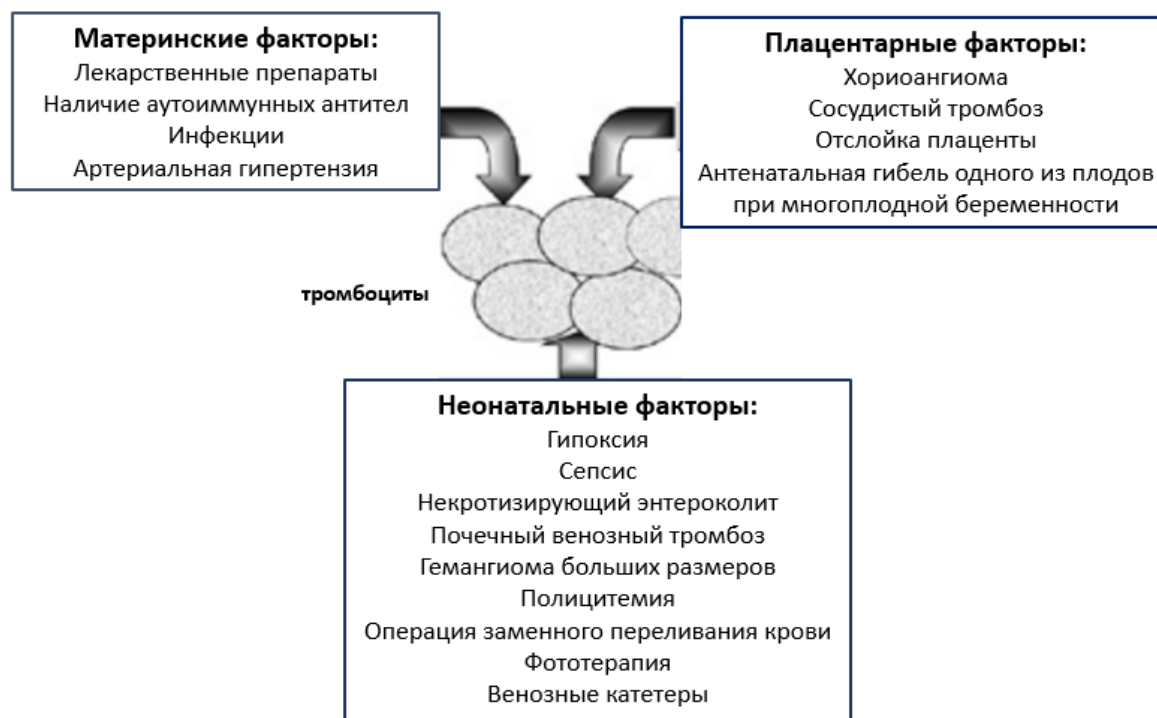 Материнские факторы:
Лекарственные препараты
Наличие аутоиммунных антител
Инфекции
Артериальная гипертензия
Плацентарные факторы:
Хориоангиома
Сосудистый тромбоз
Отслойка плаценты
Антенатальная гибель одного из плодов
при многоплодной беременности
тромбоциты
Неонатальные факторы:
Гипоксия
Сепсис
Некротизирующий энтероколит
Почечный венозный тромбоз
Гемангиома больших размеров
Полицитемия
Операция заменного переливания крови
Фототерапия
Венозные катетеры